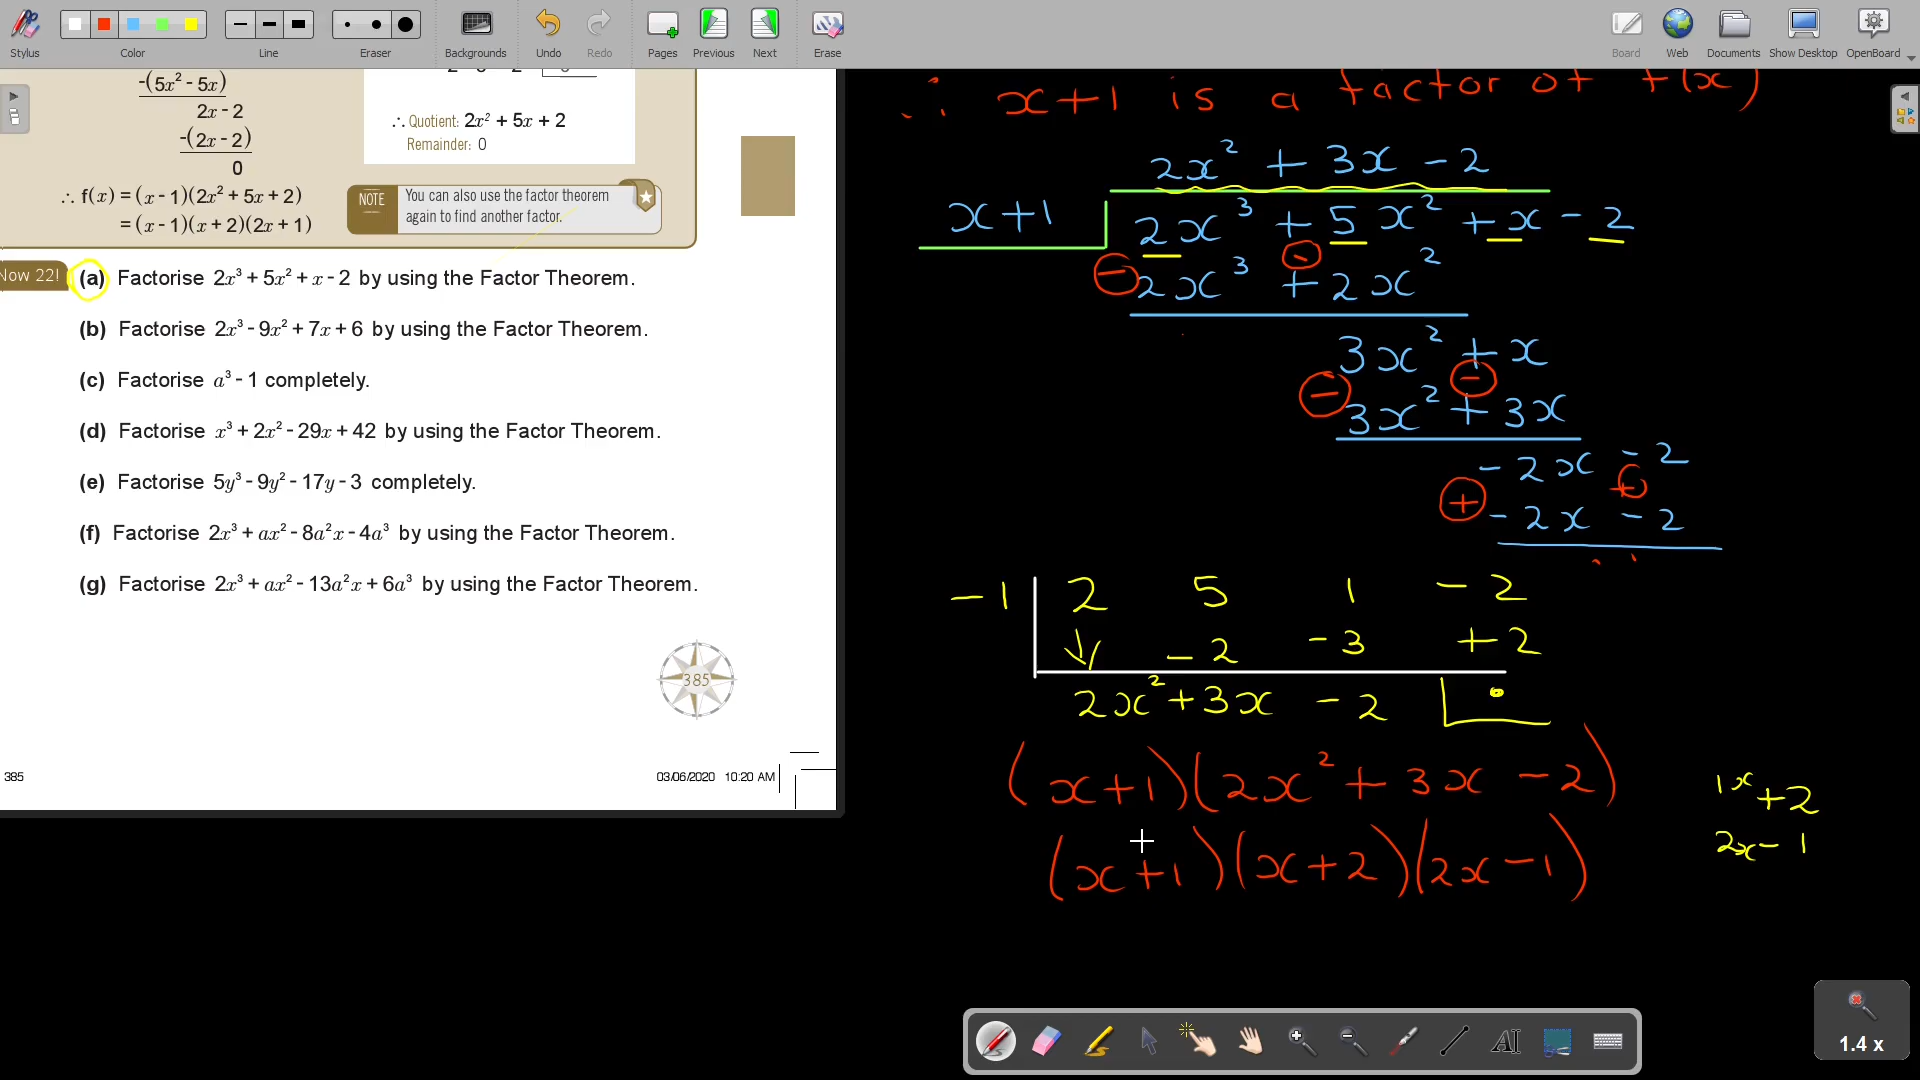 Stylus Color Line Eraser Backgrounds Undo Redo Pages Previous Next Erase Board Web Documents Show Desktop OpenBoard
-(5x² - 5x)
2x - 2
-(2x - 2)
0
∴ f(x) = (x - 1)(2x² + 5x + 2)
= (x - 1)(x + 2)(2x + 1)
∴ Quotient: 2x² + 5x + 2
Remainder: 0
NOTE
You can also use the factor theorem
again to find another factor.
Now 22!
(a) Factorise 2x³ + 5x² + x - 2 by using the Factor Theorem.
(b) Factorise 2x³ - 9x² + 7x + 6 by using the Factor Theorem.
(c) Factorise a³ - 1 completely.
(d) Factorise x³ + 2x² - 29x + 42 by using the Factor Theorem.
(e) Factorise 5y³ - 9y² - 17y - 3 completely.
(f) Factorise 2x³ + ax² - 8a²x - 4a³ by using the Factor Theorem.
(g) Factorise 2x³ + ax² - 13a²x + 6a³ by using the Factor Theorem.
385
385
03/06/2020 10:20 AM
∴ x+1 is a factor of f(x)
2x² + 3x - 2
x+1
2x³ + 5x² + x - 2
- 2x³ + 2x²
-
3x² + x
-
- 3x² + 3x
-2x - 2
+
+ -2x - 2
-1 2 5 1 -2
↓ -2 -3 +2
2x² + 3x - 2 0
(x+1)(2x² + 3x - 2)
(x+1)(x+2)(2x-1)
1x +2
2x - 1
1.4 x